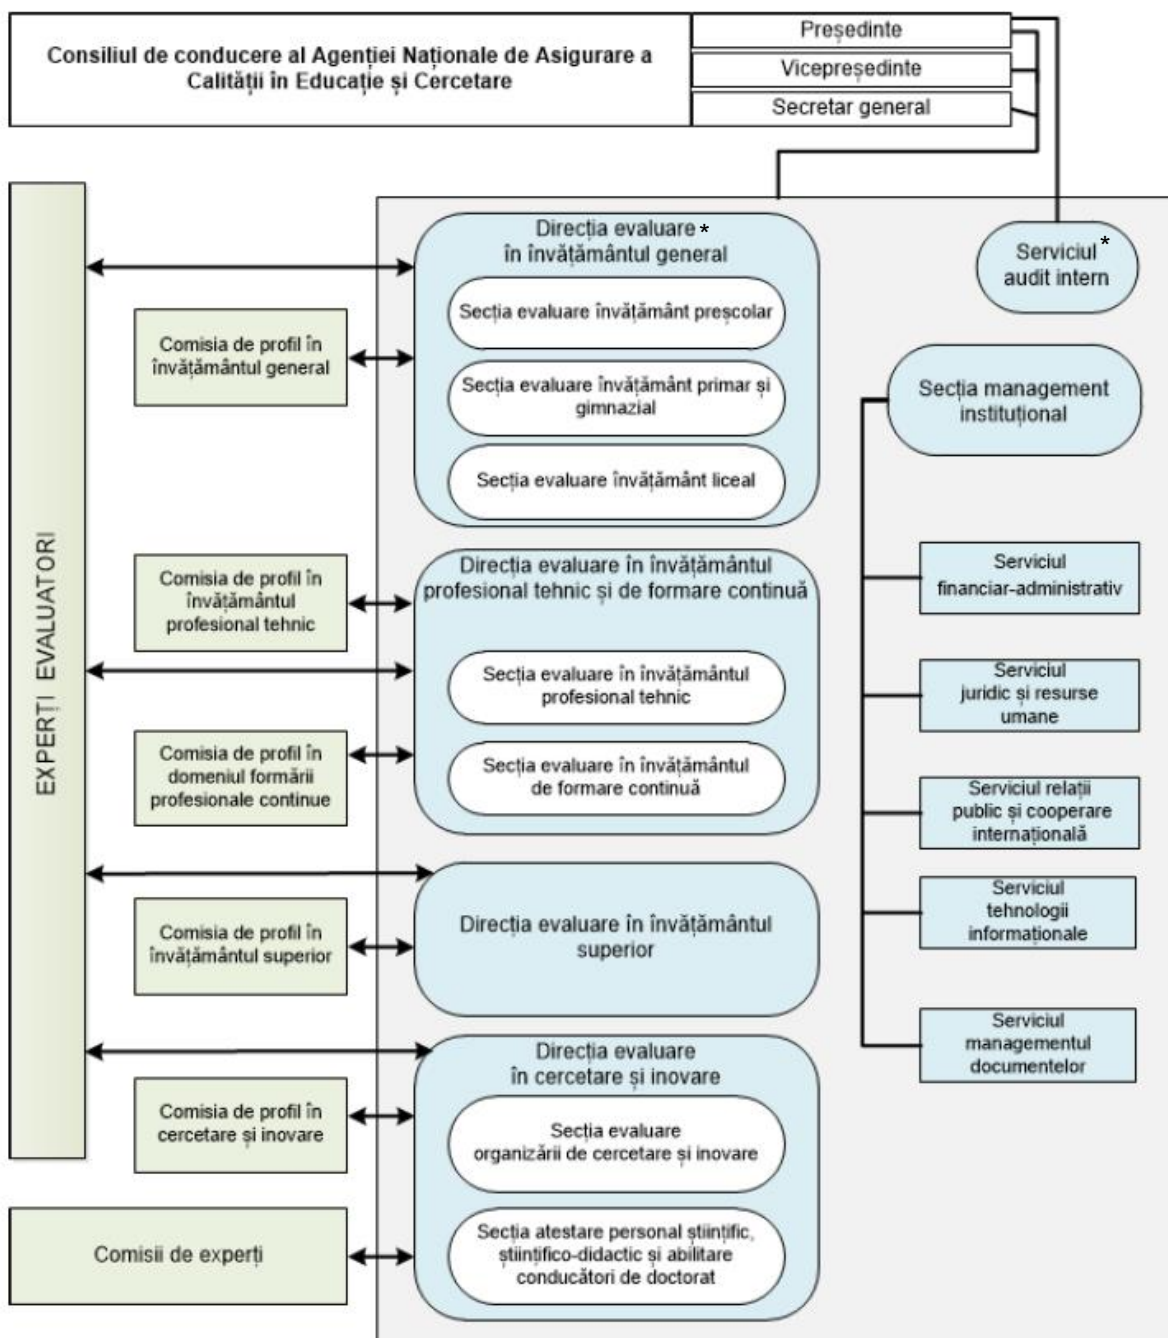 Consiliul de conducere al Agenției Naționale de Asigurare a
Calității în Educație și Cercetare
Președinte
Vicepreședinte
Secretar general
EXPERȚI EVALUATORI
Comisia de profil în
învățământul general
Comisia de profil în
învățământul
profesional tehnic
Comisia de profil în
domeniul formării
profesionale continue
Comisia de profil în
învățământul superior
Comisia de profil în
cercetare și inovare
Comisii de experți
Direcția evaluare *
în învățământul general
Secția evaluare învățământ preșcolar
Secția evaluare învățământ primar și
gimnazial
Secția evaluare învățământ liceal
Direcția evaluare în învățământul
profesional tehnic și de formare continuă
Secția evaluare în învățământul
profesional tehnic
Secția evaluare în învățământul
de formare continuă
Direcția evaluare în învățământul
superior
Direcția evaluare
în cercetare și inovare
Secția evaluare
organizării de cercetare și inovare
Secția atestare personal științific,
științifico-didactic și abilitare
conducători de doctorat
Serviciul *
audit intern
Secția management
instituțional
Serviciul
financiar-administrativ
Serviciul
juridic și resurse
umane
Serviciul relații
public și cooperare
internațională
Serviciul
tehnologii
informaționale
Serviciul
managementul
documentelor